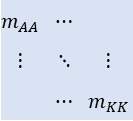 m_AA ⋯
⋮ ⋱ ⋮
⋯ m_KK